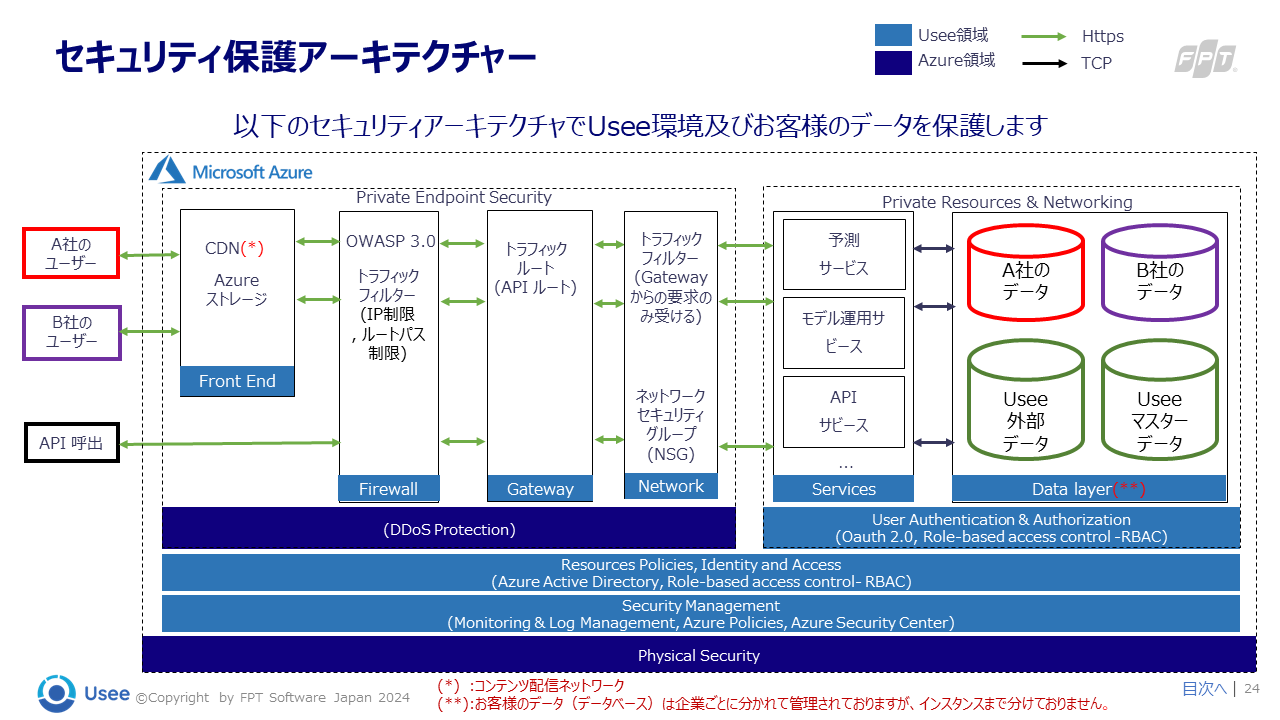 セキュリティ保護アーキテクチャー
Usee領域
Https
Azure領域
TCP
FPT
以下のセキュリティアーキテクチャでUsee環境及びお客様のデータを保護します
Microsoft Azure
Private Endpoint Security
Private Resources & Networking
A社の
ユーザー
B社の
ユーザー
API 呼出
CDN(*)
Azure
ストレージ
Front End
OWASP 3.0
トラフィック
フィルター
(IP制限
, ルートパス
制限)
Firewall
トラフィック
ルート
(API ルート)
Gateway
トラフィック
フィルター
(Gateway
からの要求の
み受ける)
ネットワーク
セキュリティ
グループ
(NSG)
Network
予測
サービス
モデル運用サ
ビース
API
サビース
...
Services
A社の
データ
B社の
データ
Usee
外部
データ
Usee
マスター
データ
Data layer(**)
(DDoS Protection)
User Authentication & Authorization
(Oauth 2.0, Role-based access control -RBAC)
Resources Policies, Identity and Access
(Azure Active Directory, Role-based access control- RBAC)
Security Management
(Monitoring & Log Management, Azure Policies, Azure Security Center)
Physical Security
Usee
©Copyright by FPT Software Japan 2024
(*) :コンテンツ配信ネットワーク
(**):お客様のデータ（データベース）は企業ごとに分かれて管理されておりますが、インスタンスまで分けておりません。
目次へ | 24